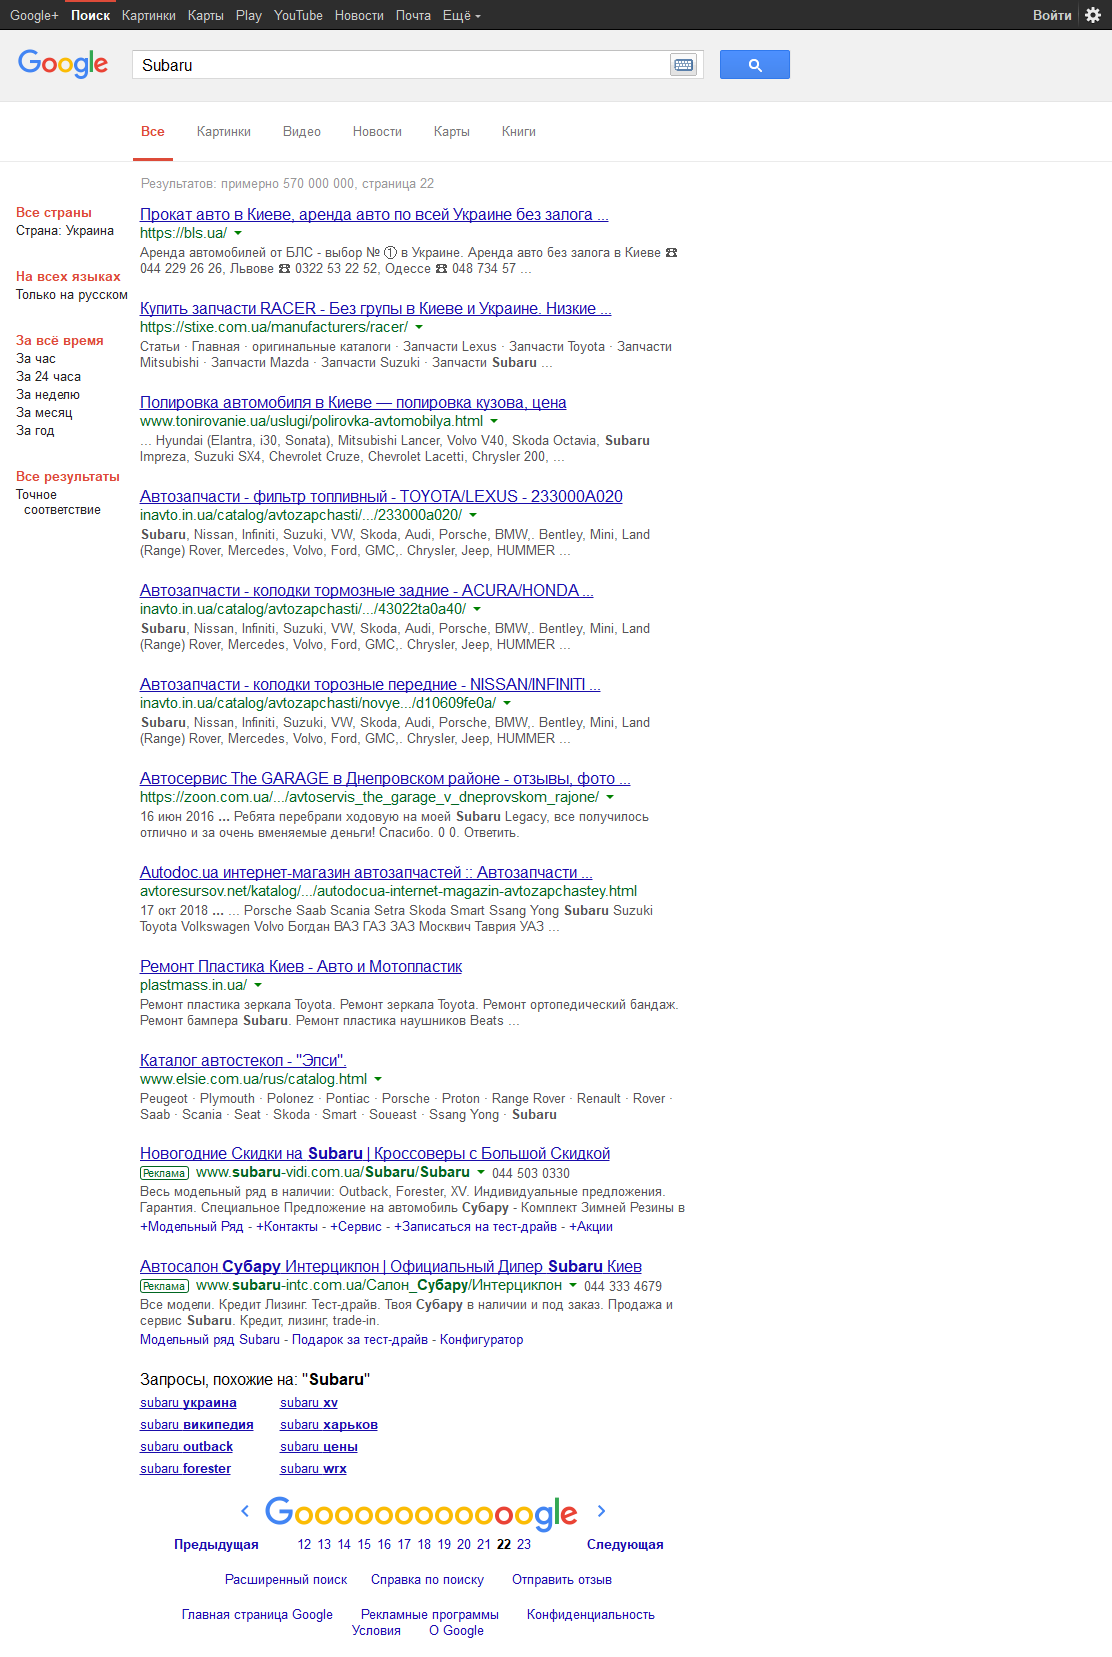 Google+ Поиск Картинки Карты Play YouTube Новости Почта Ещё Войти
Google Subaru
Все Картинки Видео Новости Карты Книги
Результатов: примерно 570 000 000, страница 22
Все страны
Страна: Украина
На всех языках
Только на русском
За всё время
За час
За 24 часа
За неделю
За месяц
За год
Все результаты
Точное
соответствие
Прокат авто в Киеве, аренда авто по всей Украине без залога ...
https://bls.ua/
Аренда автомобилей от БЛС - выбор № ① в Украине. Аренда авто без залога в Киеве ☎
044 229 26 26, Львове ☎ 0322 53 22 52, Одессе ☎ 048 734 57 ...
Купить запчасти RACER - Без групы в Киеве и Украине. Низкие ...
https://stixe.com.ua/manufacturers/racer/
Статьи · Главная · оригинальные каталоги · Запчасти Lexus · Запчасти Toyota · Запчасти
Mitsubishi · Запчасти Mazda · Запчасти Suzuki · Запчасти Subaru ...
Полировка автомобиля в Киеве — полировка кузова, цена
www.tonirovanie.ua/uslugi/polirovka-avtomobilya.html
... Hyundai (Elantra, i30, Sonata), Mitsubishi Lancer, Volvo V40, Skoda Octavia, Subaru
Impreza, Suzuki SX4, Chevrolet Cruze, Chevrolet Lacetti, Chrysler 200, ...
Автозапчасти - фильтр топливный - TOYOTA/LEXUS - 233000A020
inavto.in.ua/catalog/avtozapchasti/.../233000a020/
Subaru, Nissan, Infiniti, Suzuki, VW, Skoda, Audi, Porsche, BMW,. Bentley, Mini, Land
(Range) Rover, Mercedes, Volvo, Ford, GMC,. Chrysler, Jeep, HUMMER ...
Автозапчасти - колодки тормозные задние - ACURA/HONDA ...
inavto.in.ua/catalog/avtozapchasti/.../43022ta0a40/
Subaru, Nissan, Infiniti, Suzuki, VW, Skoda, Audi, Porsche, BMW,. Bentley, Mini, Land
(Range) Rover, Mercedes, Volvo, Ford, GMC,. Chrysler, Jeep, HUMMER ...
Автозапчасти - колодки торозные передние - NISSAN/INFINITI ...
inavto.in.ua/catalog/avtozapchasti/novye.../d10609fe0a/
Subaru, Nissan, Infiniti, Suzuki, VW, Skoda, Audi, Porsche, BMW,. Bentley, Mini, Land
(Range) Rover, Mercedes, Volvo, Ford, GMC,. Chrysler, Jeep, HUMMER ...
Автосервис The GARAGE в Днепровском районе - отзывы, фото ...
https://zoon.com.ua/.../avtoservis_the_garage_v_dneprovskom_rajone/
16 июн 2016 ... Ребята перебрали ходовую на моей Subaru Legacy, все получилось
отлично и за очень вменяемые деньги! Спасибо. 0 0. Ответить.
Autodoc.ua интернет-магазин автозапчастей :: Автозапчасти ...
avtoresursov.net/katalog/.../autodocua-internet-magazin-avtozapchastey.html
17 окт 2018 ... ... Porsche Saab Scania Setra Skoda Smart Ssang Yong Subaru Suzuki
Toyota Volkswagen Volvo Богдан ВАЗ ГАЗ ЗАЗ Москвич Таврия УАЗ ...
Ремонт Пластика Киев - Авто и Мотопластик
plastmass.in.ua/
Ремонт пластика зеркала Toyota. Ремонт зеркала Toyota. Ремонт ортопедический бандаж.
Ремонт бампера Subaru. Ремонт пластика наушников Beats ...
Каталог автостекол - "Элси".
www.elsie.com.ua/rus/catalog.html
Peugeot · Plymouth · Polonez · Pontiac · Porsche · Proton · Range Rover · Renault · Rover ·
Saab · Scania · Seat · Skoda · Smart · Soueast · Ssang Yong · Subaru
Новогодние Скидки на Subaru | Кроссоверы с Большой Скидкой
Реклама www.subaru-vidi.com.ua/Subaru/Subaru 044 503 0330
Весь модельный ряд в наличии: Outback, Forester, XV. Индивидуальные предложения.
Гарантия. Специальное Предложение на автомобиль Субару - Комплект Зимней Резины в
+Модельный Ряд - +Контакты - +Сервис - +Записаться на тест-драйв - +Акции
Автосалон Субару Интерциклон | Официальный Дилер Subaru Киев
Реклама www.subaru-intc.com.ua/Салон_Субару/Интерциклон 044 333 4679
Все модели. Кредит Лизинг. Тест-драйв. Твоя Субару в наличии и под заказ. Продажа и
сервис Subaru. Кредит, лизинг, trade-in.
Модельный ряд Subaru - Подарок за тест-драйв - Конфигуратор
Запросы, похожие на: "Subaru"
subaru украина subaru xv
subaru википедия subaru харьков
subaru outback subaru цены
subaru forester subaru wrx
Goooooooooooogle
Предыдущая 12 13 14 15 16 17 18 19 20 21 22 23 Следующая
Расширенный поиск Справка по поиску Отправить отзыв
Главная страница Google Рекламные программы Конфиденциальность
Условия О Google